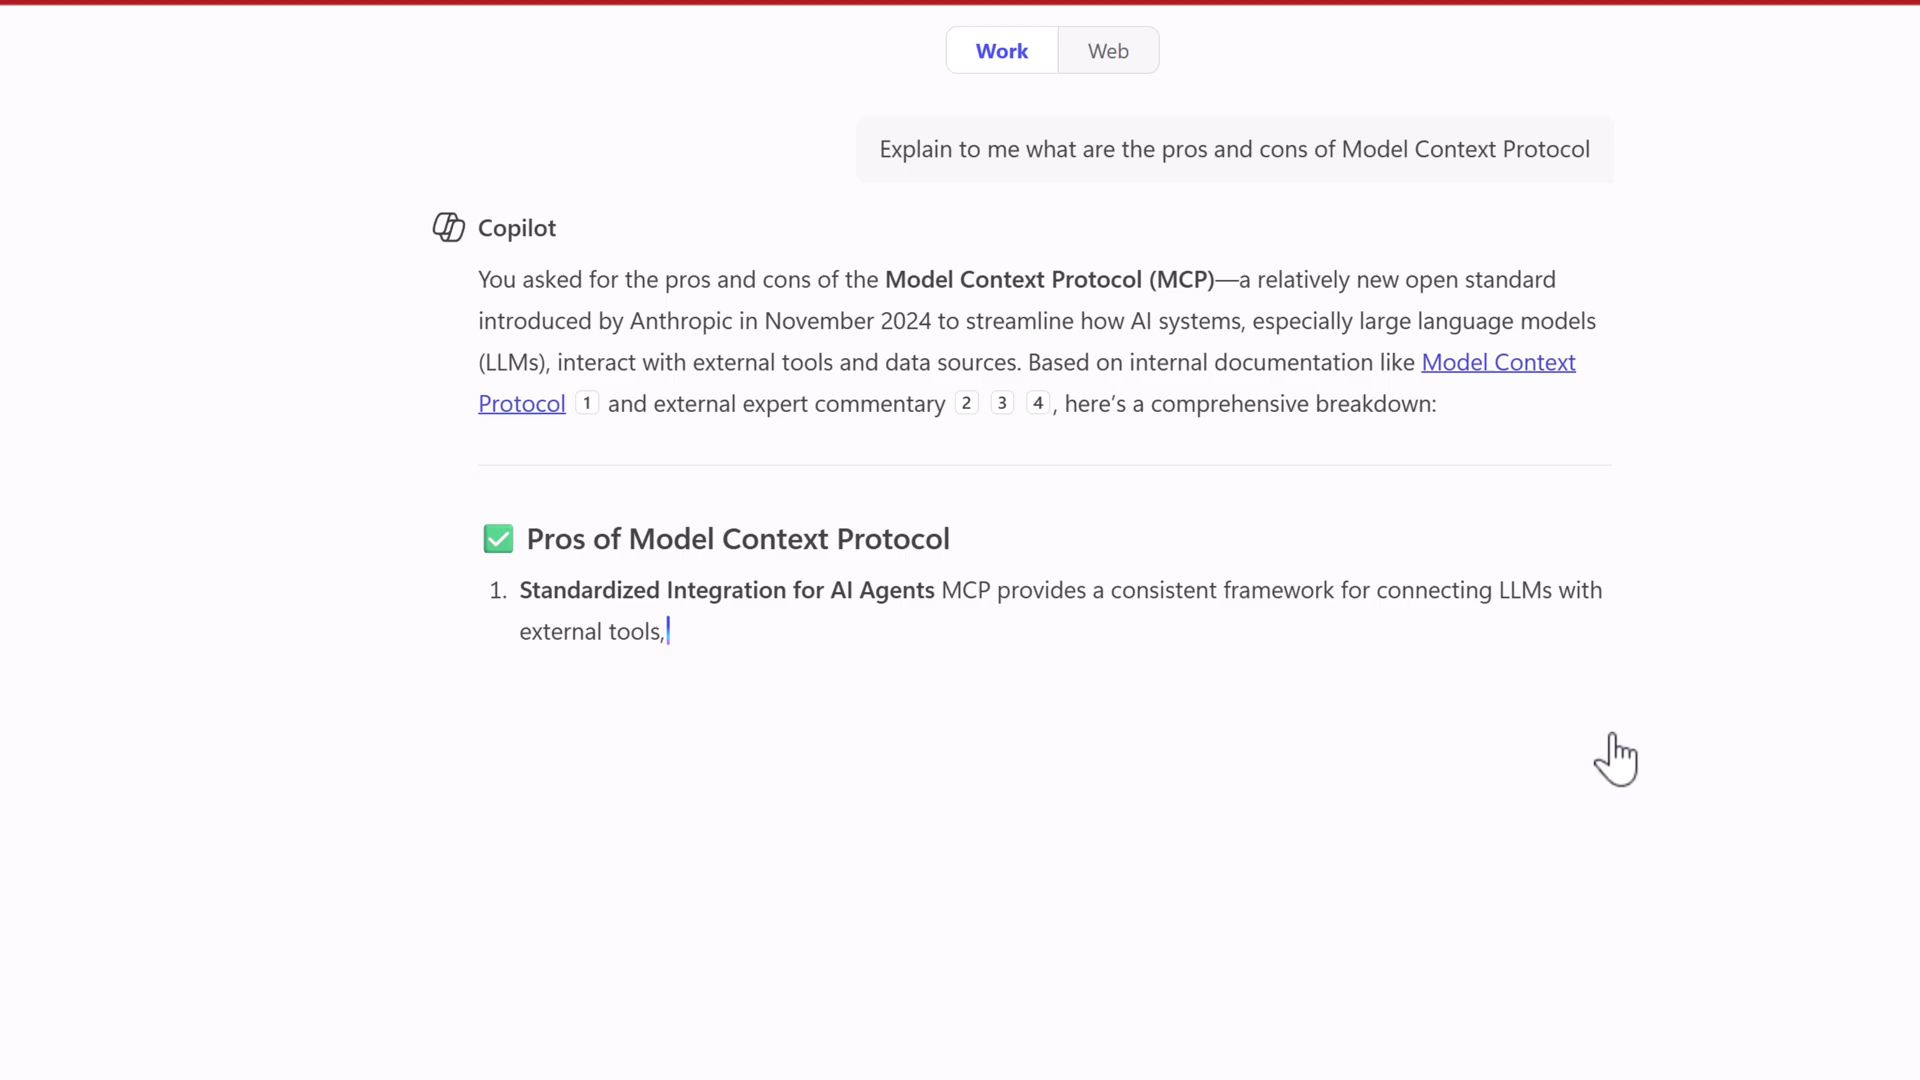 Work Web
Explain to me what are the pros and cons of Model Context Protocol
Copilot
You asked for the pros and cons of the Model Context Protocol (MCP)—a relatively new open standard
introduced by Anthropic in November 2024 to streamline how AI systems, especially large language models
(LLMs), interact with external tools and data sources. Based on internal documentation like Model Context
Protocol 1 and external expert commentary 2 3 4, here’s a comprehensive breakdown:
✅ Pros of Model Context Protocol
1. Standardized Integration for AI Agents MCP provides a consistent framework for connecting LLMs with
external tools,